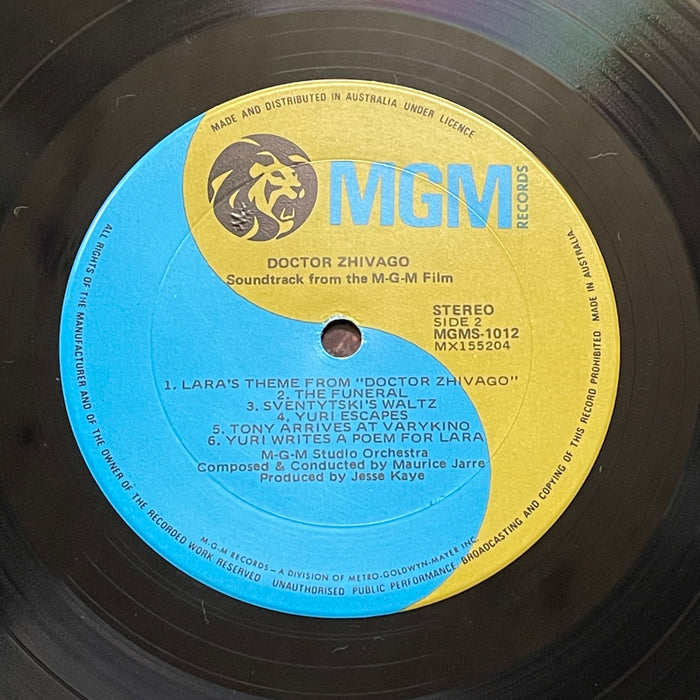 MADE AND DISTRIBUTED IN AUSTRALIA UNDER LICENCE
MGM
RECORDS
DOCTOR ZHIVAGO
Soundtrack from the M-G-M Film
STEREO
SIDE 2
MGMS-1012
MX155204
1. LARA'S THEME FROM "DOCTOR ZHIVAGO"
2. THE FUNERAL
3. SVENTYTSKI'S WALTZ
4. YURI ESCAPES
5. TONY ARRIVES AT VARYKINO
6. YURI WRITES A POEM FOR LARA
M-G-M Studio Orchestra
Composed & Conducted by Maurice Jarre
Produced by Jesse Kaye
M-G-M RECORDS — A DIVISION OF METRO-GOLDWYN-MAYER INC.
ALL RIGHTS OF THE MANUFACTURER AND OF THE OWNER OF THE RECORDED WORK RESERVED UNAUTHORISED PUBLIC PERFORMANCE BROADCASTING AND COPYING OF THIS RECORD PROHIBITED MADE IN AUSTRALIA.